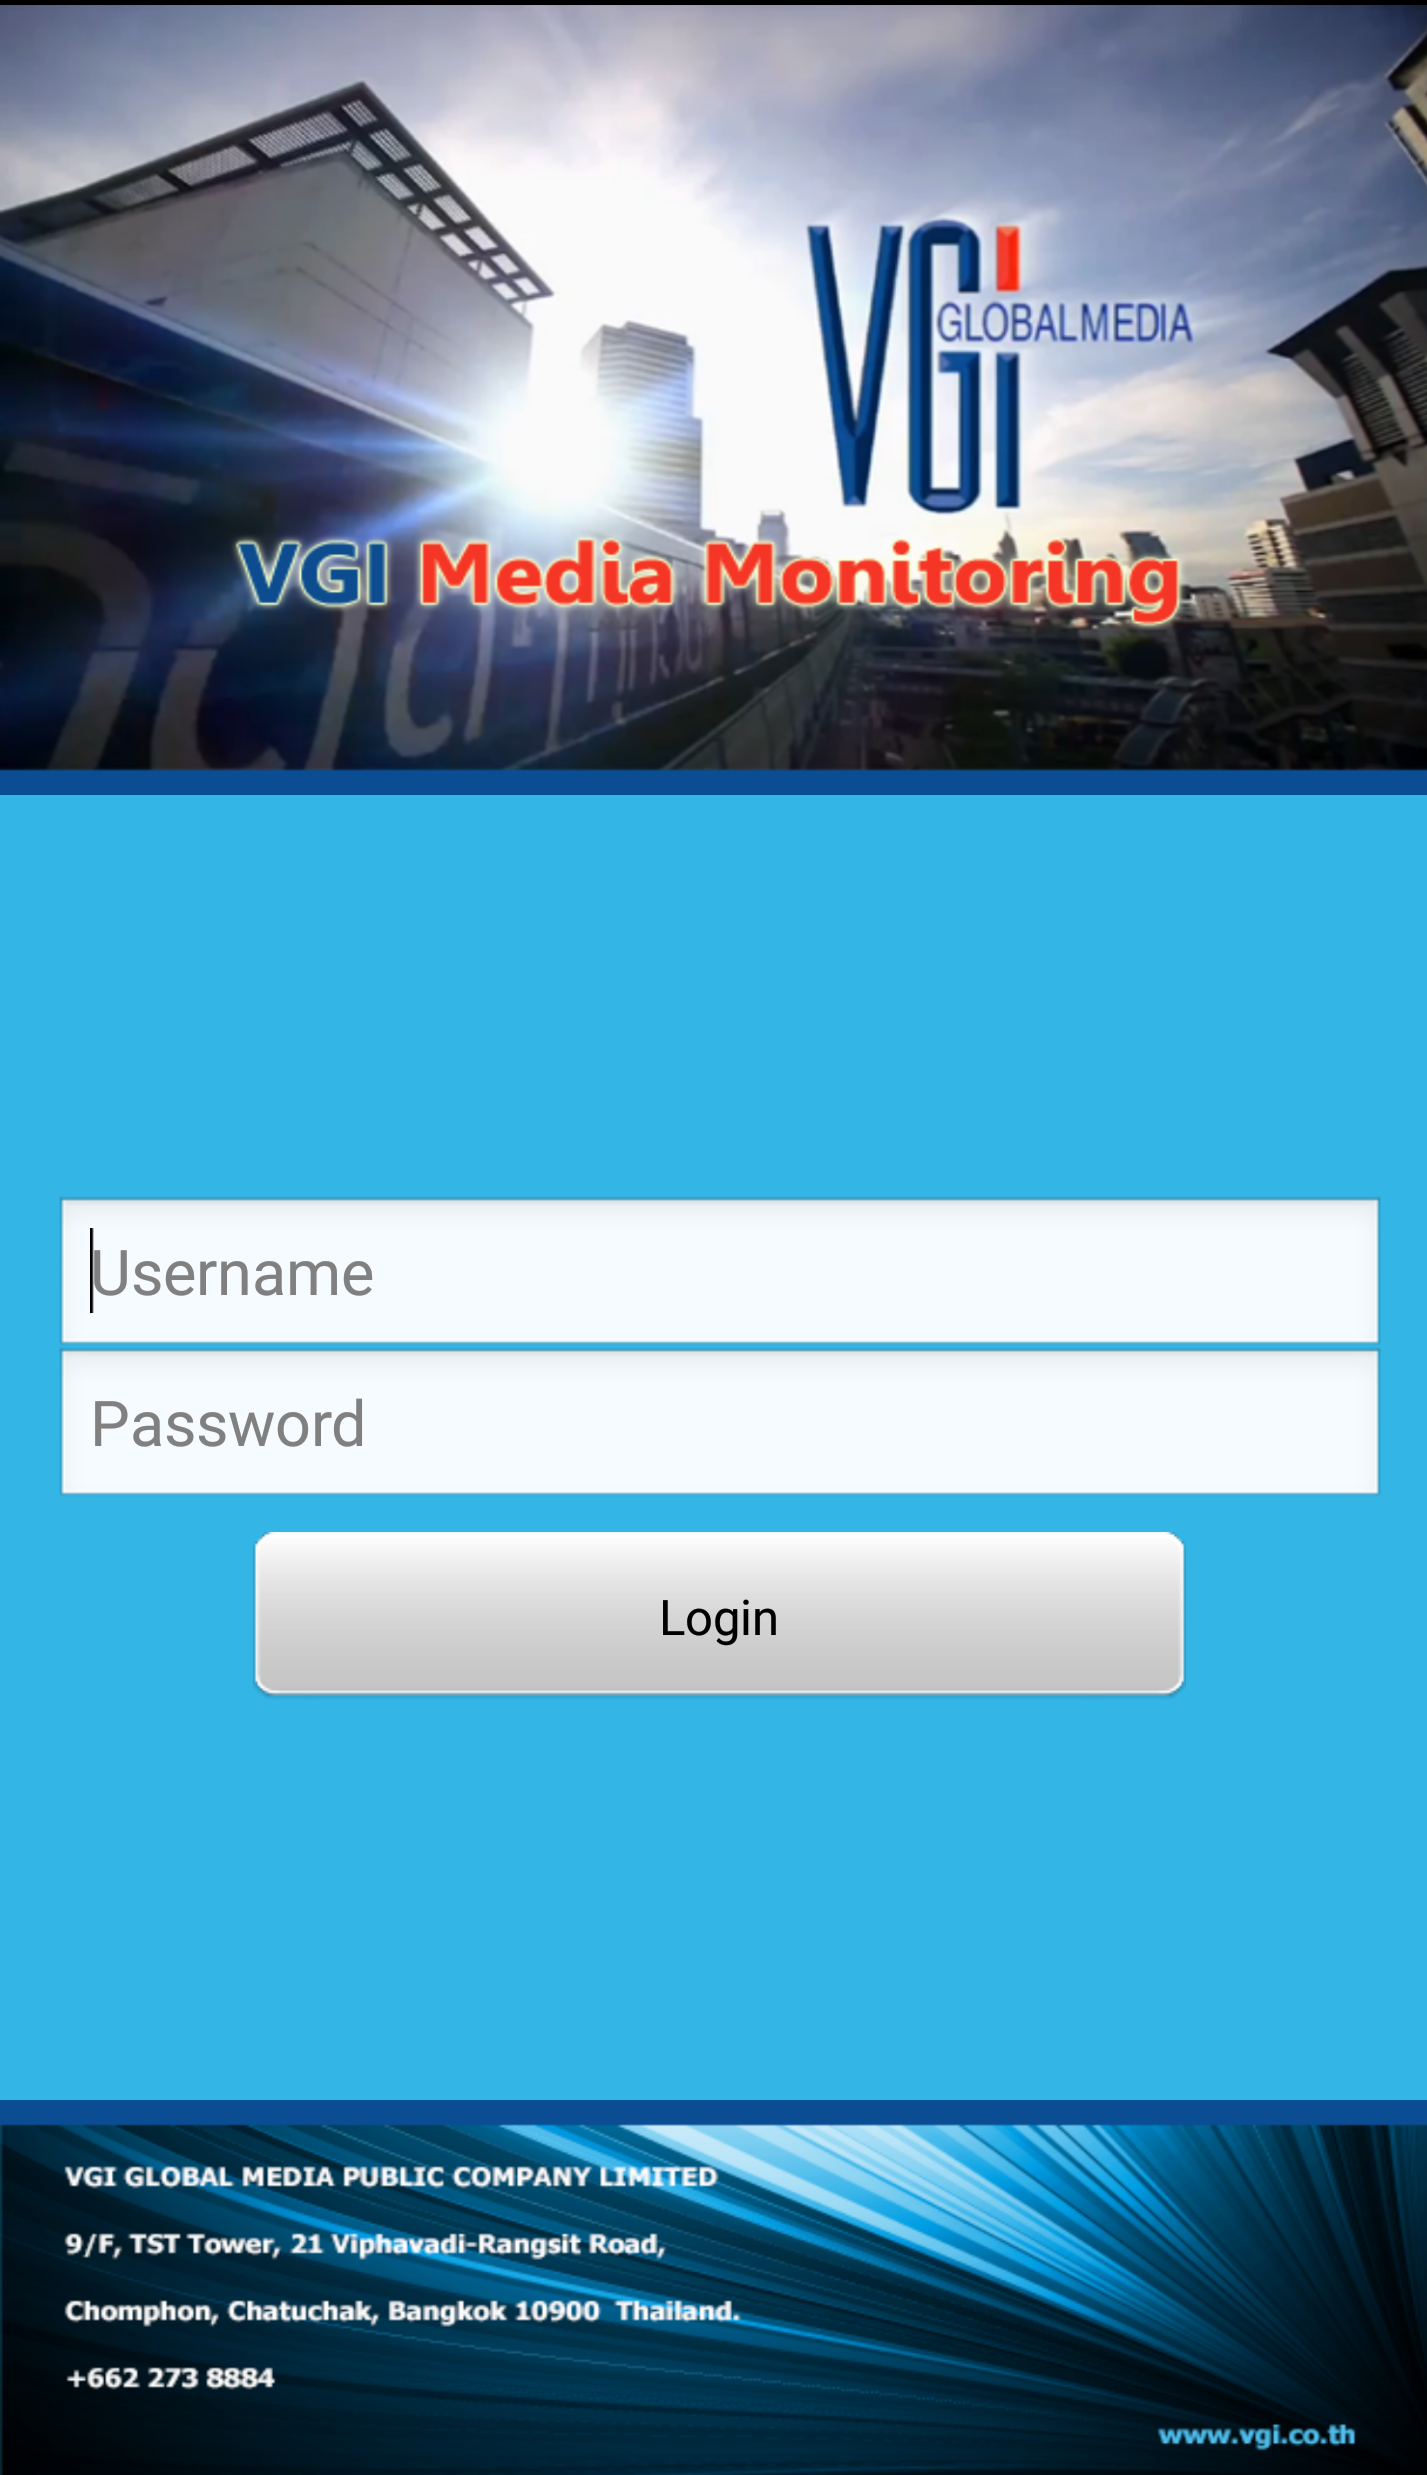 VGI
GLOBALMEDIA
VGI Media Monitoring
Username
Password
Login
VGI GLOBAL MEDIA PUBLIC COMPANY LIMITED
9/F, TST Tower, 21 Viphavadi-Rangsit Road,
Chomphon, Chatuchak, Bangkok 10900 Thailand.
+662 273 8884
www.vgi.co.th